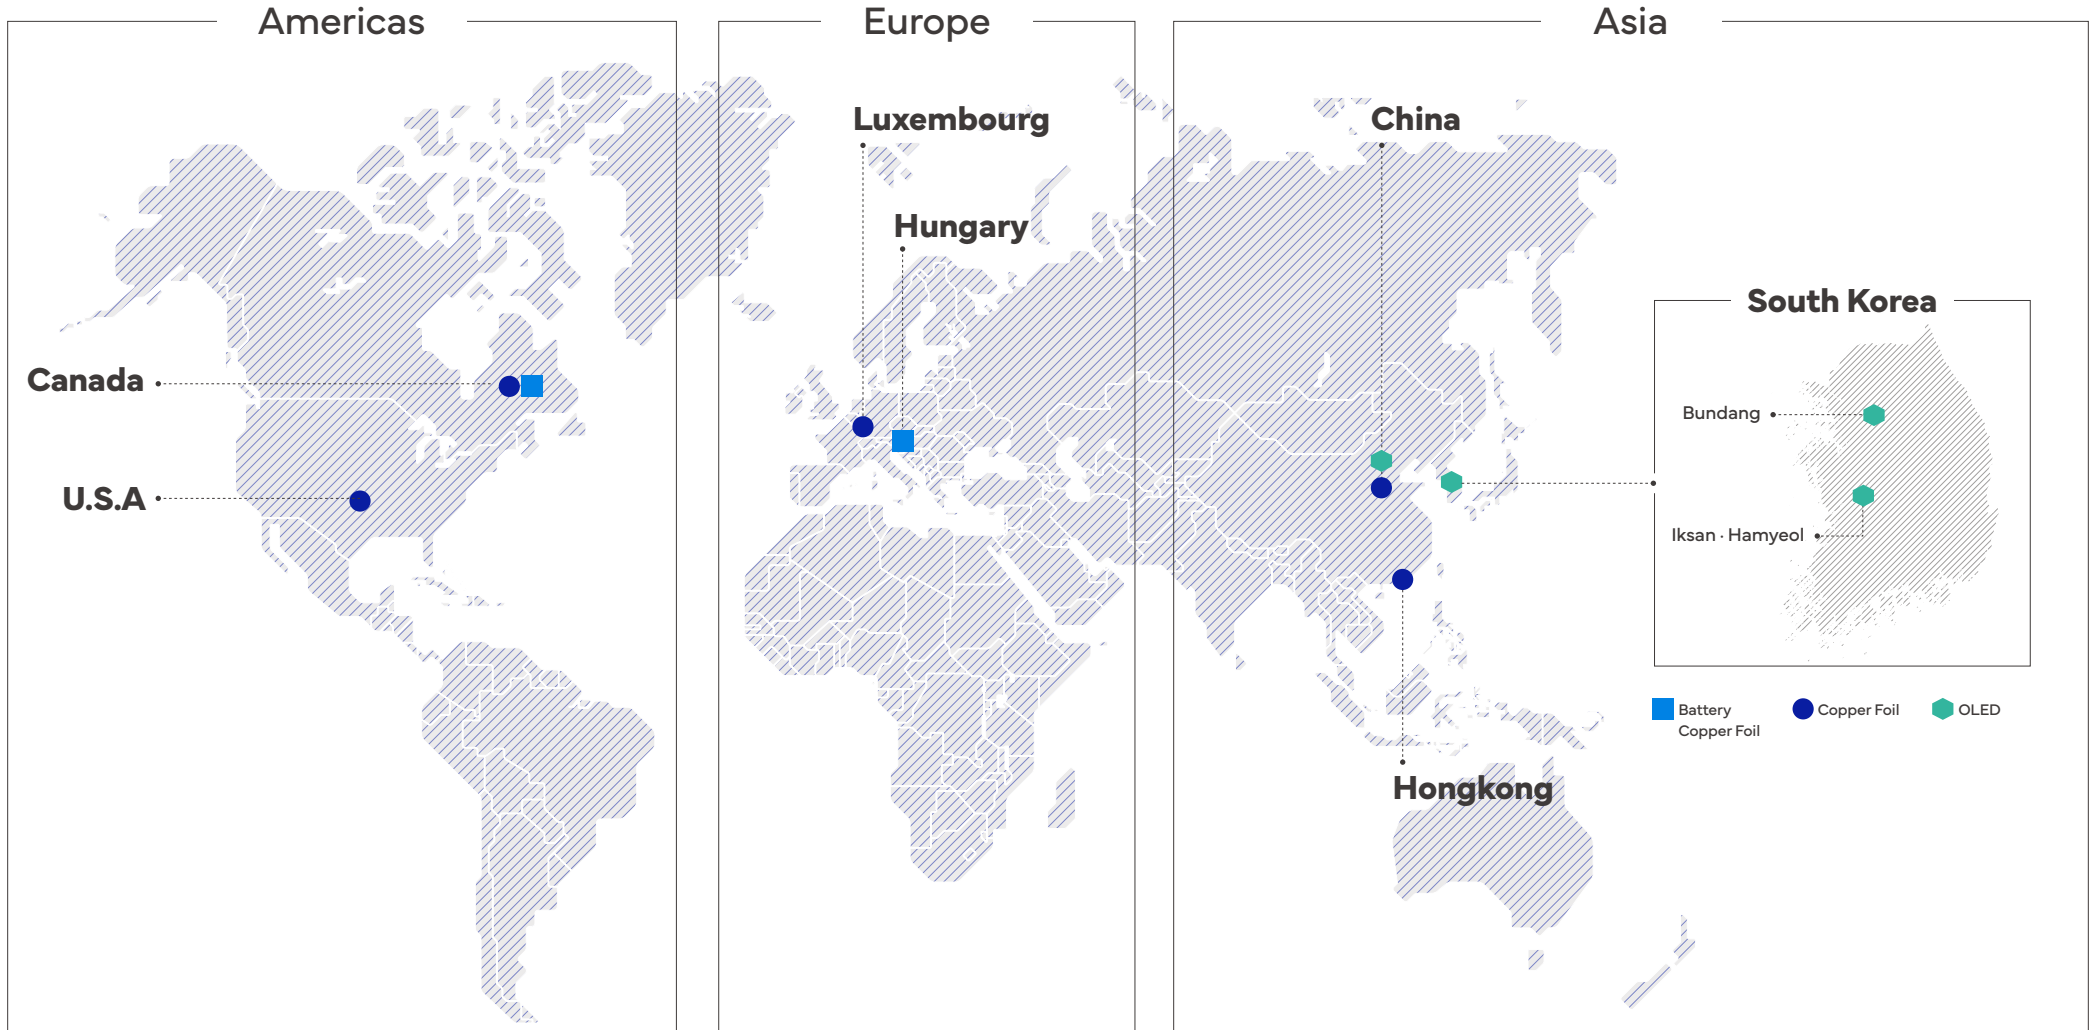 Americas
Europe
Asia
Luxembourg
China
Hungary
South Korea
Canada
Bundang
U.S.A
Iksan · Hamyeol
Battery
Copper Foil
Copper Foil
OLED
Hongkong